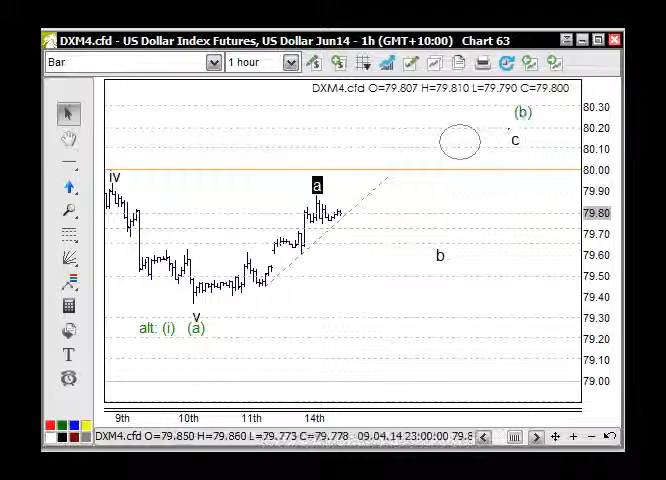 DXM4.cfd - US Dollar Index Futures, US Dollar Jun14 - 1h (GMT+10:00) Chart 63
Bar
1 hour
DXM4.cfd O=79.807 H=79.810 L=79.790 C=79.800
80.30
(b)
80.20
c
80.00
iv
a
79.90
79.80
79.70
b
79.60
79.50
79.40
v
79.30
alt: (i) (a)
79.20
79.10
79.00
T
9th 10th 11th 14th
DXM4.cfd O=79.850 H=79.860 L=79.773 C=79.778 09.04.14 23:00:00 79.8